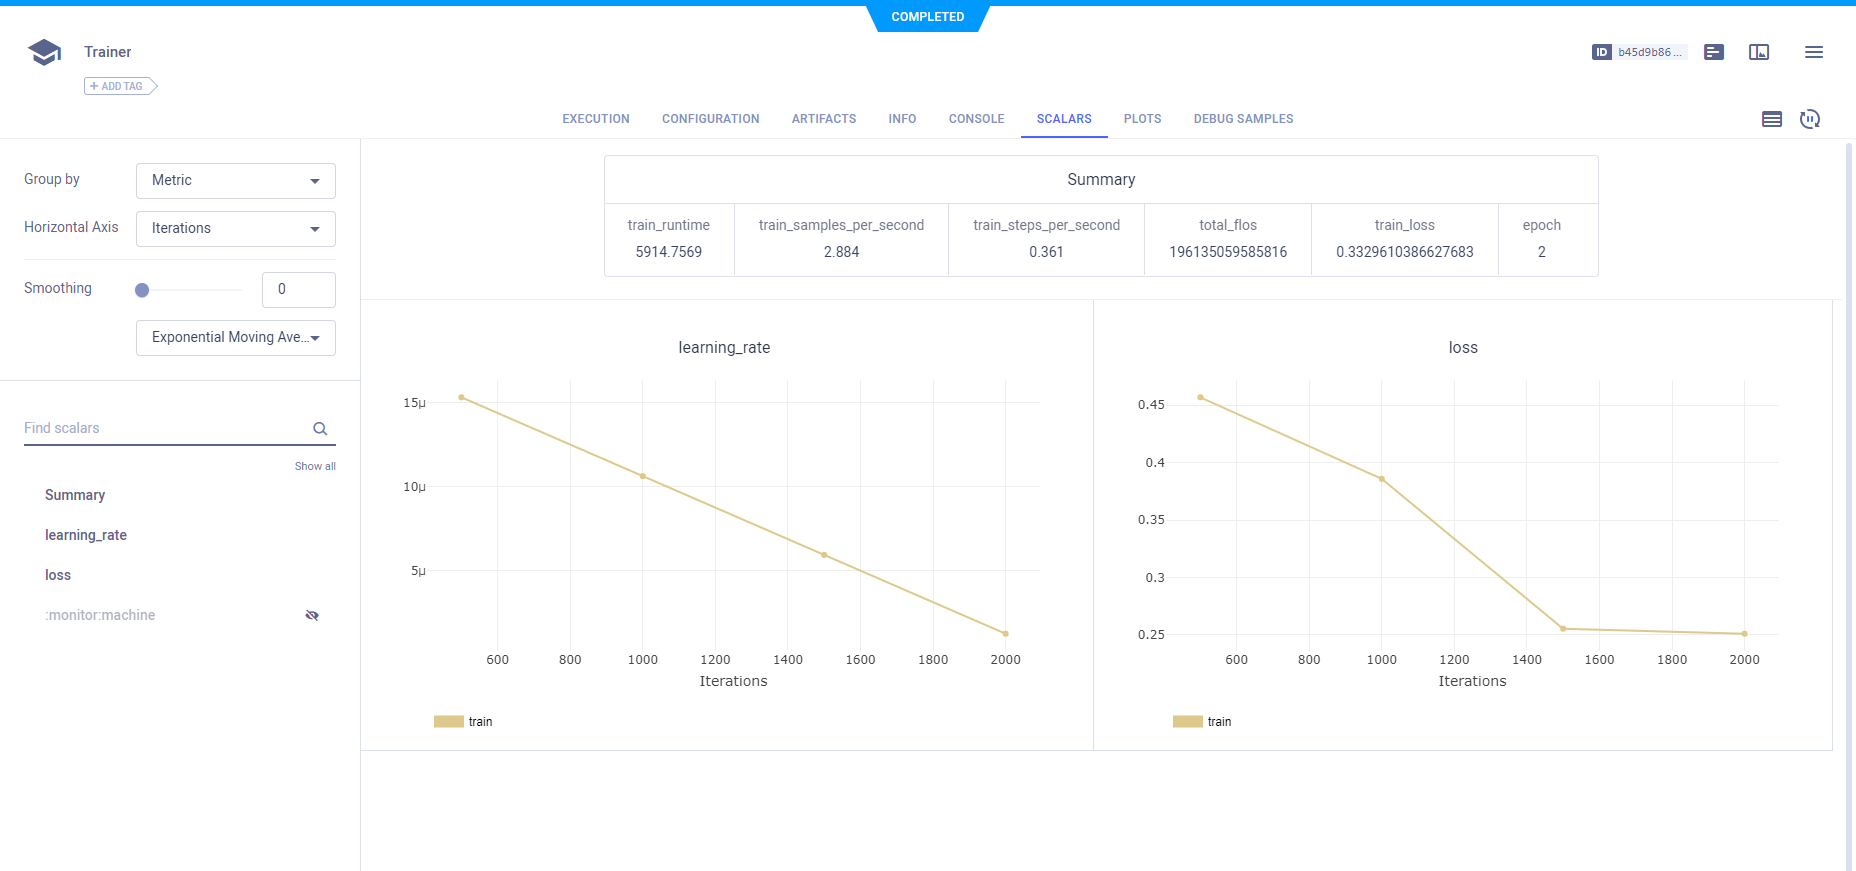 COMPLETED
Trainer
ID b45d9b86 ...
+ ADD TAG
EXECUTION CONFIGURATION ARTIFACTS INFO CONSOLE SCALARS PLOTS DEBUG SAMPLES
Group by Metric
Horizontal Axis Iterations
Smoothing 0
Exponential Moving Ave...
Find scalars
Show all
Summary
learning_rate
loss
:monitor:machine
Summary
train_runtime train_samples_per_second train_steps_per_second total_flos train_loss epoch
5914.7569 2.884 0.361 196135059585816 0.3329610386627683 2
learning_rate
15μ
10μ
5μ
600 800 1000 1200 1400 1600 1800 2000
Iterations
train
loss
0.45
0.4
0.35
0.3
0.25
600 800 1000 1200 1400 1600 1800 2000
Iterations
train